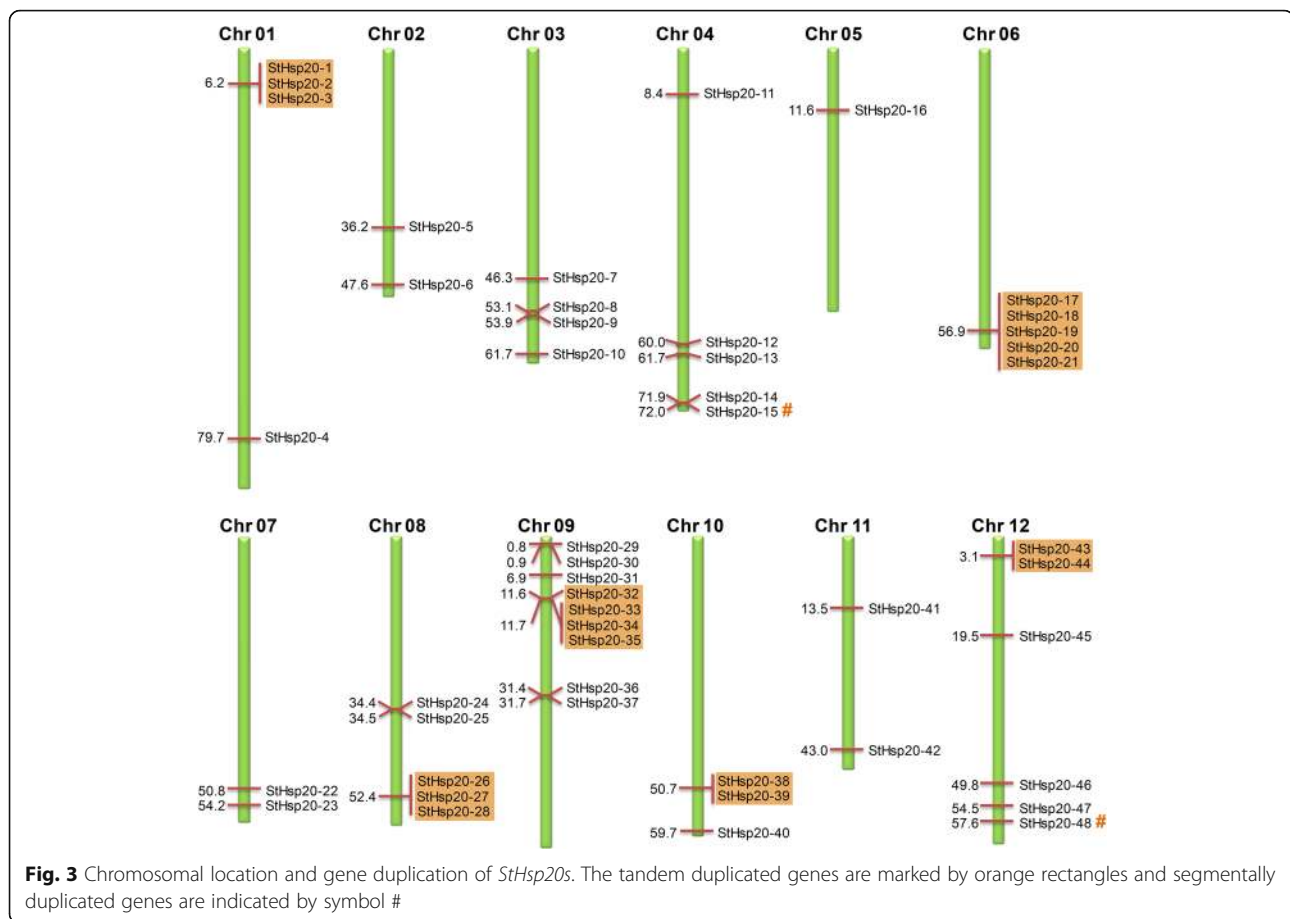 Chr 01 Chr 02 Chr 03 Chr 04 Chr 05 Chr 06
6.2 StHsp20-1
StHsp20-2
StHsp20-3
79.7 StHsp20-4
36.2 StHsp20-5
47.6 StHsp20-6
46.3 StHsp20-7
53.1 StHsp20-8
53.9 StHsp20-9
61.7 StHsp20-10
8.4 StHsp20-11
60.0 StHsp20-12
61.7 StHsp20-13
71.9 StHsp20-14
72.0 StHsp20-15 #
11.6 StHsp20-16
56.9 StHsp20-17
StHsp20-18
StHsp20-19
StHsp20-20
StHsp20-21
Chr 07 Chr 08 Chr 09 Chr 10 Chr 11 Chr 12
50.8 StHsp20-22
54.2 StHsp20-23
34.4 StHsp20-24
34.5 StHsp20-25
52.4 StHsp20-26
StHsp20-27
StHsp20-28
0.8 StHsp20-29
0.9 StHsp20-30
6.9 StHsp20-31
11.6 StHsp20-32
11.7 StHsp20-33
StHsp20-34
StHsp20-35
31.4 StHsp20-36
31.7 StHsp20-37
50.7 StHsp20-38
StHsp20-39
59.7 StHsp20-40
13.5 StHsp20-41
43.0 StHsp20-42
3.1 StHsp20-43
StHsp20-44
19.5 StHsp20-45
49.8 StHsp20-46
54.5 StHsp20-47
57.6 StHsp20-48 #
Fig. 3 Chromosomal location and gene duplication of StHsp20s. The tandem duplicated genes are marked by orange rectangles and segmentally
duplicated genes are indicated by symbol #